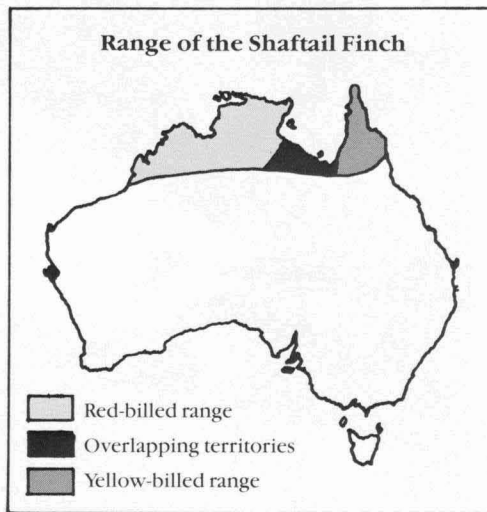 Range of the Shaftail Finch
Red-billed range
Overlapping territories
Yellow-billed range